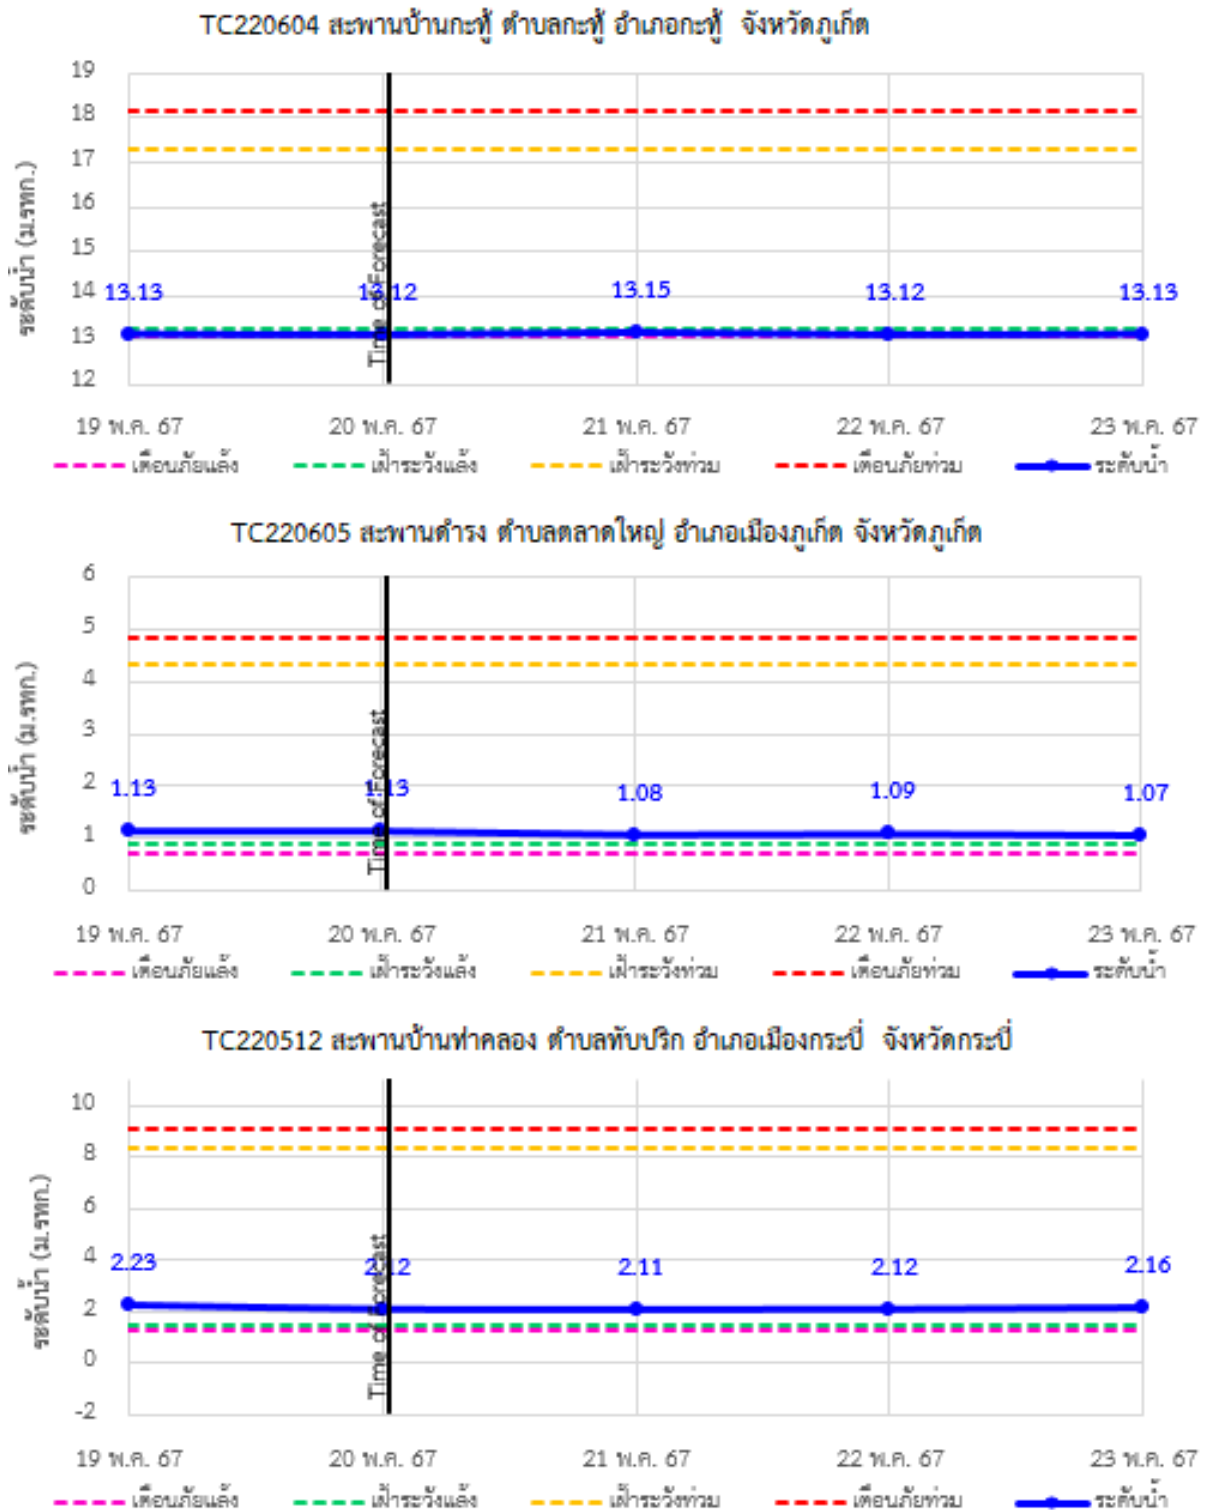 TC220604 สะพานบ้านกะทู้ ตำบลกะทู้ อำเภอกะทู้ จังหวัดภูเก็ต
ระดับน้ำ (ม.รทก.)
19
18
17
16
15
14
13
12
Time of Forecast
13.13 13.12 13.15 13.12 13.13
19 พ.ค. 67 20 พ.ค. 67 21 พ.ค. 67 22 พ.ค. 67 23 พ.ค. 67
เตือนภัยแล้ง เฝ้าระวังแล้ง เฝ้าระวังท่วม เตือนภัยท่วม ระดับน้ำ
TC220605 สะพานดำรง ตำบลตลาดใหญ่ อำเภอเมืองภูเก็ต จังหวัดภูเก็ต
ระดับน้ำ (ม.รทก.)
6
5
4
3
2
1
0
Time of Forecast
1.13 1.13 1.08 1.09 1.07
19 พ.ค. 67 20 พ.ค. 67 21 พ.ค. 67 22 พ.ค. 67 23 พ.ค. 67
เตือนภัยแล้ง เฝ้าระวังแล้ง เฝ้าระวังท่วม เตือนภัยท่วม ระดับน้ำ
TC220512 สะพานบ้านท่าคลอง ตำบลทับปริก อำเภอเมืองกระบี่ จังหวัดกระบี่
ระดับน้ำ (ม.รทก.)
10
8
6
4
2
0
-2
Time of Forecast
2.23 2.12 2.11 2.12 2.16
19 พ.ค. 67 20 พ.ค. 67 21 พ.ค. 67 22 พ.ค. 67 23 พ.ค. 67
เตือนภัยแล้ง เฝ้าระวังแล้ง เฝ้าระวังท่วม เตือนภัยท่วม ระดับน้ำ